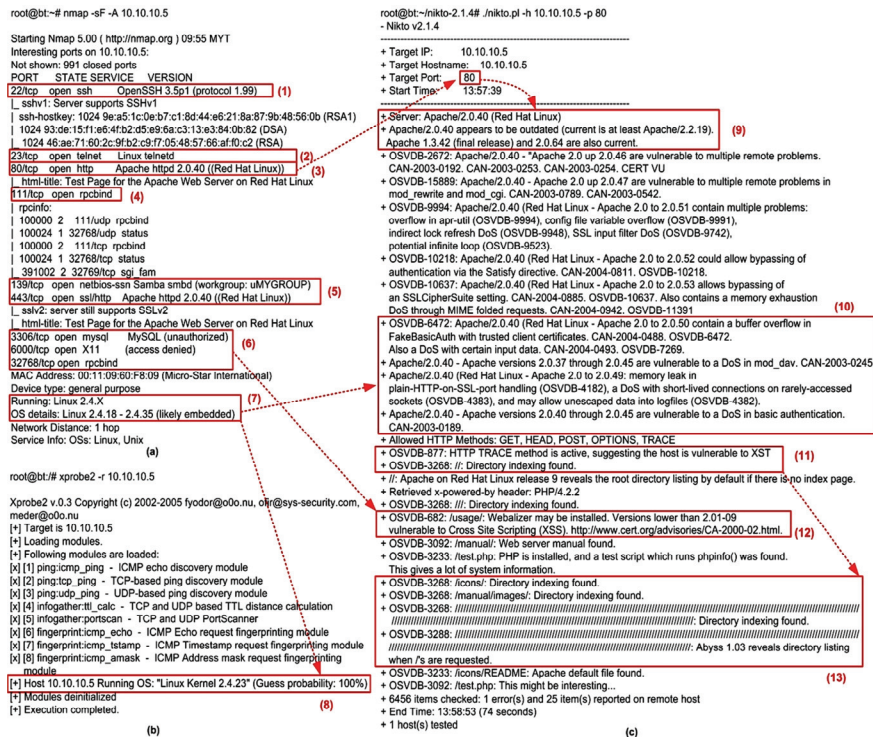 root@bt:~# nmap -sF -A 10.10.10.5
Starting Nmap 5.00 ( http://nmap.org ) 09:55 MYT
Interesting ports on 10.10.10.5:
Not shown: 991 closed ports
PORT STATE SERVICE VERSION
22/tcp open ssh OpenSSH 3.5p1 (protocol 1.99)
(1)
|_ sshv1: Server supports SSHv1
| ssh-hostkey: 1024 9e:a5:1c:0e:b7:c1:8d:44:e6:21:8a:87:9b:48:56:0b (RSA1)
| 1024 93:de:15:f1:e6:4f:b2:d5:e9:6a:c3:13:e3:84:0b:82 (DSA)
|_ 1024 46:ae:71:60:2c:9f:b2:c9:f7:05:48:57:66:af:f0:c2 (RSA)
23/tcp open telnet Linux telnetd
(2)
80/tcp open http Apache httpd 2.0.40 ((Red Hat Linux))
(3)
|_ html-title: Test Page for the Apache Web Server on Red Hat Linux
111/tcp open rpcbind
(4)
| rpcinfo:
| 100000 2 111/udp rpcbind
| 100024 1 32768/udp status
| 100000 2 111/tcp rpcbind
| 100024 1 32768/tcp status
|_ 391002 2 32769/tcp sgi_fam
139/tcp open netbios-ssn Samba smbd (workgroup: uMYGROUP)
443/tcp open ssl/http Apache httpd 2.0.40 ((Red Hat Linux))
(5)
|_ sslv2: server still supports SSLv2
|_ html-title: Test Page for the Apache Web Server on Red Hat Linux
3306/tcp open mysql MySQL (unauthorized)
(6)
6000/tcp open X11 (access denied)
32768/tcp open rpcbind
MAC Address: 00:11:09:60:F8:09 (Micro-Star International)
Device type: general purpose
(7)
Running: Linux 2.4.X
OS details: Linux 2.4.18 - 2.4.35 (likely embedded)
Network Distance: 1 hop
Service Info: OSs: Linux, Unix
(a)
root@bt:/# xprobe2 -r 10.10.10.5
Xprobe2 v.0.3 Copyright (c) 2002-2005 fyodor@o0o.nu, ofir@sys-security.com,
meder@o0o.nu
[+] Target is 10.10.10.5
[+] Loading modules.
[+] Following modules are loaded:
[x] [1] ping:icmp_ping - ICMP echo discovery module
[x] [2] ping:tcp_ping - TCP-based ping discovery module
[x] [3] ping:udp_ping - UDP-based ping discovery module
[x] [4] infogather:ttl_calc - TCP and UDP based TTL distance calculation
[x] [5] infogather:portscan - TCP and UDP PortScanner
[x] [6] fingerprint:icmp_echo - ICMP Echo request fingerprinting module
[x] [7] fingerprint:icmp_tstamp - ICMP Timestamp request fingerprinting module
[x] [8] fingerprint:icmp_amask - ICMP Address mask request fingerprinting
module
[+] Host 10.10.10.5 Running OS: "Linux Kernel 2.4.23" (Guess probability: 100%)
[+] Modules deinitialized
(8)
[+] Execution completed.
(b)
root@bt:~/nikto-2.1.4# ./nikto.pl -h 10.10.10.5 -p 80
- Nikto v2.1.4
---------------------------------------------------------------
+ Target IP: 10.10.10.5
+ Target Hostname: 10.10.10.5
+ Target Port: 80
+ Start Time: 13:57:39
---------------------------------------------------------------
+ Server: Apache/2.0.40 (Red Hat Linux)
+ Apache/2.0.40 appears to be outdated (current is at least Apache/2.2.19).
(9)
Apache 1.3.42 (final release) and 2.0.64 are also current.
+ OSVDB-2672: Apache/2.0.40 - "Apache 2.0 up 2.0.46 are vulnerable to multiple remote problems.
CAN-2003-0192. CAN-2003-0253. CAN-2003-0254. CERT VU
+ OSVDB-15889: Apache/2.0.40 - Apache 2.0 up 2.0.47 are vulnerable to multiple remote problems in
mod_rewrite and mod_cgi. CAN-2003-0789. CAN-2003-0542.
+ OSVDB-9994: Apache/2.0.40 (Red Hat Linux - Apache 2.0 contain multiple problems:
overflow in apr-util (OSVDB-9994), config file variable overflow (OSVDB-9991),
indirect lock refresh DoS (OSVDB-9948), SSL input filter DoS (OSVDB-9742),
potential infinite loop (OSVDB-9523).
+ OSVDB-10218: Apache/2.0.40 (Red Hat Linux - Apache 2.0 to 2.0.52 could allow bypassing of
authentication via the Satisfy directive. CAN-2004-0811. OSVDB-10218.
+ OSVDB-10637: Apache/2.0.40 (Red Hat Linux - Apache 2.0 to 2.0.53 allows bypassing of
an SSLCipherSuite setting. CAN-2004-0885. OSVDB-10637. Also contains a memory exhaustion
DoS through MIME folded requests. CAN-2004-0942. OSVDB-11391
(10)
+ OSVDB-6472: Apache/2.0.40 (Red Hat Linux - Apache 2.0 to 2.0.50 contain a buffer overflow in
FakeBasicAuth with trusted client certificates. CAN-2004-0488. OSVDB-6472.
Also a DoS with certain input data. CAN-2004-0493. OSVDB-7269.
+ Apache/2.0.40 - Apache versions 2.0.37 through 2.0.45 are vulnerable to a DoS in mod_dav. CAN-2003-0245
+ Apache/2.0.40 (Red Hat Linux - Apache 2.0 to 2.0.49: memory leak in
plain-HTTP-on-SSL-port handling (OSVDB-4182), a DoS with short-lived connections on rarely-accessed
sockets (OSVDB-4383), and may allow unescaped data into logfiles (OSVDB-4382).
+ Apache/2.0.40 - Apache versions 2.0.40 through 2.0.45 are vulnerable to a DoS in basic authentication.
CAN-2003-0189.
+ Allowed HTTP Methods: GET, HEAD, POST, OPTIONS, TRACE
+ OSVDB-877: HTTP TRACE method is active, suggesting the host is vulnerable to XST
(11)
+ OSVDB-3268: //: Directory indexing found.
+ //: Apache on Red Hat Linux release 9 reveals the root directory listing by default if there is no index page.
+ Retrieved x-powered-by header: PHP/4.2.2
+ OSVDB-3268: ///: Directory indexing found.
+ OSVDB-682: /usage/: Webalizer may be installed. Versions lower than 2.01-09
vulnerable to Cross Site Scripting (XSS). http://www.cert.org/advisories/CA-2000-02.html.
(12)
+ OSVDB-3092: /manual/: Web server manual found.
+ OSVDB-3233: /test.php: PHP is installed, and a test script which runs phpinfo() was found.
This gives a lot of system information.
+ OSVDB-3268: /icons/: Directory indexing found.
+ OSVDB-3268: /manual/images/: Directory indexing found.
+ OSVDB-3268: : Directory indexing found.
+ OSVDB-3288: : Abyss 1.03 reveals directory listing
when /'s are requested.
(13)
+ OSVDB-3233: /icons/README: Apache default file found.
+ OSVDB-3092: /test.php: This might be interesting...
+ 6456 items checked: 1 error(s) and 25 item(s) reported on remote host
+ End Time: 13:58:53 (74 seconds)
+ 1 host(s) tested
(c)